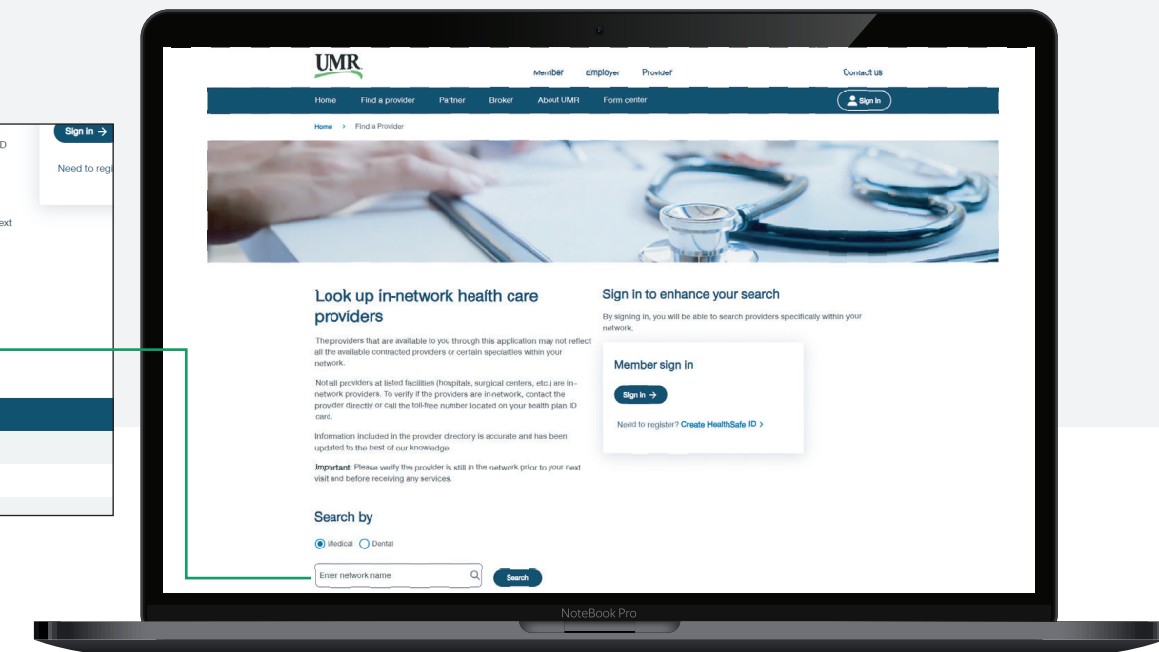 Sign in →
D
Need to regi
ext
UMR
Member Employer Provider Contact us
Home Find a provider Partner Broker About UMR Form center Sign in
Home > Find a Provider
Look up in-network health care
providers
The providers that are available to you through this application may not reflect
all the available contracted providers or certain specialties within your
network.
Not all providers at listed facilities (hospitals, surgical centers, etc.) are in-
network providers. To verify if the providers are in-network, contact the
provider directly or call the toll-free number located on your health plan ID
card.
Information included in the provider directory is accurate and has been
updated to the best of our knowledge
Important: Please verify the provider is still in the network prior to your next
visit and before receiving any services.
Sign in to enhance your search
By signing in, you will be able to search providers specifically within your
network.
Member sign in
Sign in →
Need to register? Create HealthSafe ID >
Search by
Medical Dental
Enter network name
Search
NoteBook Pro